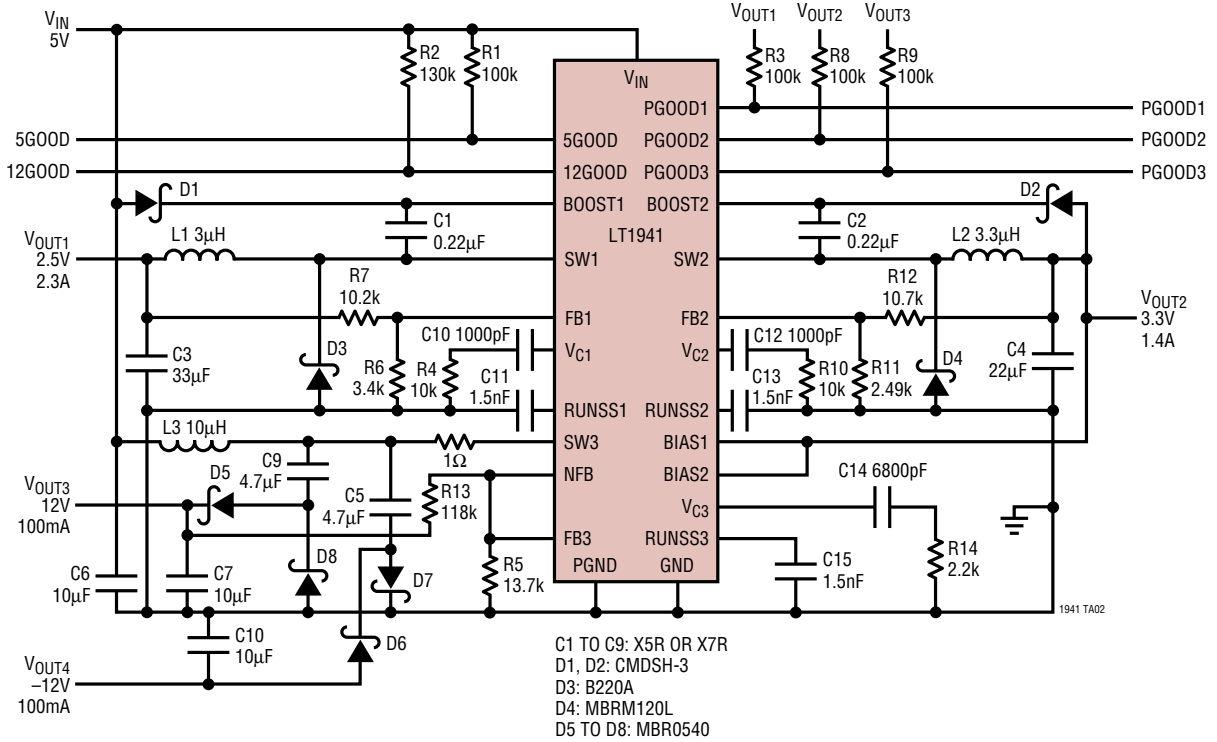 VIN
5V
R2
130k
R1
100k
VOUT1
R3
100k
VOUT2
R8
100k
VOUT3
R9
100k
VIN
PGOOD1
PGOOD1
5GOOD
5GOOD
PGOOD2
PGOOD2
12GOOD
12GOOD
PGOOD3
PGOOD3
D1
BOOST1
BOOST2
D2
C1
0.22µF
LT1941
C2
0.22µF
VOUT1
2.5V
2.3A
L1 3µH
SW1
SW2
L2 3.3µH
R7
10.2k
FB1
FB2
R12
10.7k
VOUT2
3.3V
1.4A
C3
33µF
D3
R6
3.4k
R4
10k
C10 1000pF
VC1
VC2
C12 1000pF
R10
10k
R11
2.49k
D4
C4
22µF
C11
1.5nF
RUNSS1
RUNSS2
C13
1.5nF
L3 10µH
1Ω
SW3
BIAS1
VOUT3
12V
100mA
D5
C9
4.7µF
C5
4.7µF
R13
118k
NFB
BIAS2
VC3
C14 6800pF
FB3
RUNSS3
C6
10µF
C7
10µF
D8
D7
R5
13.7k
PGND
GND
C15
1.5nF
R14
2.2k
1941 TA02
C10
10µF
D6
VOUT4
–12V
100mA
C1 TO C9: X5R OR X7R
D1, D2: CMDSH-3
D3: B220A
D4: MBRM120L
D5 TO D8: MBR0540